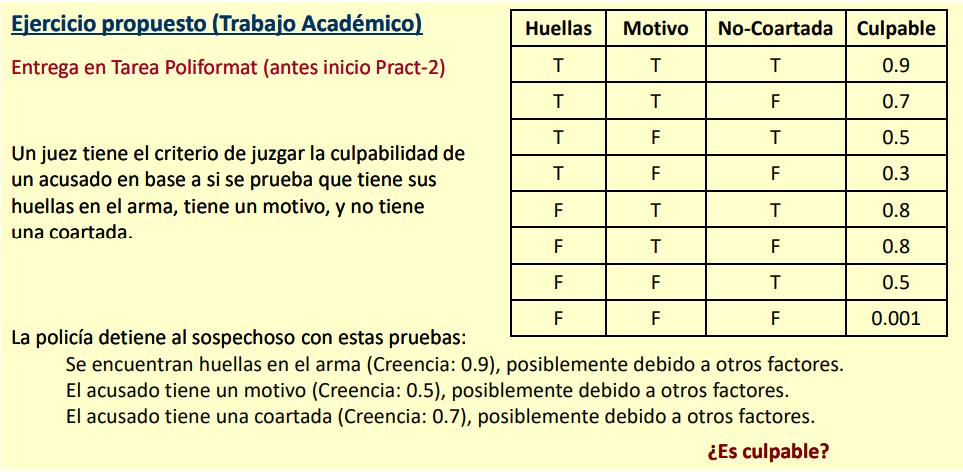 Ejercicio propuesto (Trabajo Académico)
Entrega en Tarea Poliformat (antes inicio Pract-2)
Un juez tiene el criterio de juzgar la culpabilidad de
un acusado en base a si se prueba que tiene sus
huellas en el arma, tiene un motivo, y no tiene
una coartada.
Huellas Motivo No-Coartada Culpable
T T T 0.9
T T F 0.7
T F T 0.5
T F F 0.3
F T T 0.8
F T F 0.8
F F T 0.5
F F F 0.001
La policía detiene al sospechoso con estas pruebas:
Se encuentran huellas en el arma (Creencia: 0.9), posiblemente debido a otros factores.
El acusado tiene un motivo (Creencia: 0.5), posiblemente debido a otros factores.
El acusado tiene una coartada (Creencia: 0.7), posiblemente debido a otros factores.
¿Es culpable?